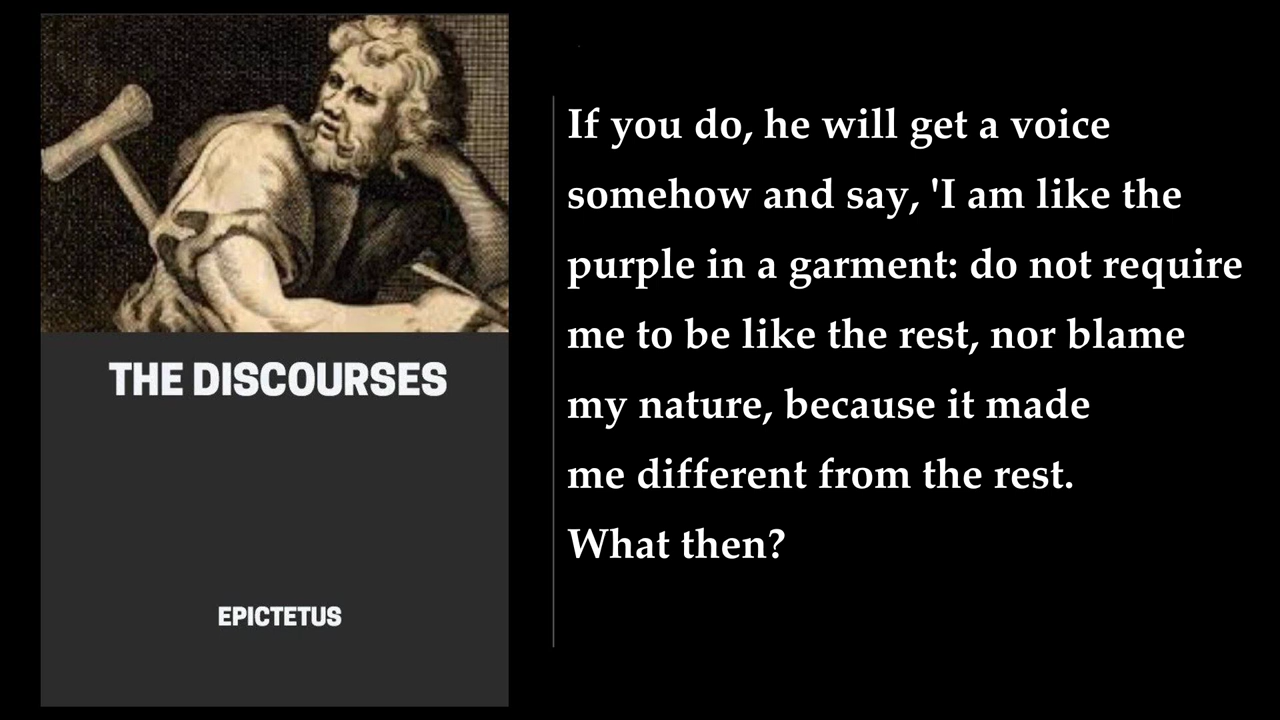 THE DISCOURSES
EPICTETUS
If you do, he will get a voice
somehow and say, 'I am like the
purple in a garment: do not require
me to be like the rest, nor blame
my nature, because it made
me different from the rest.
What then?